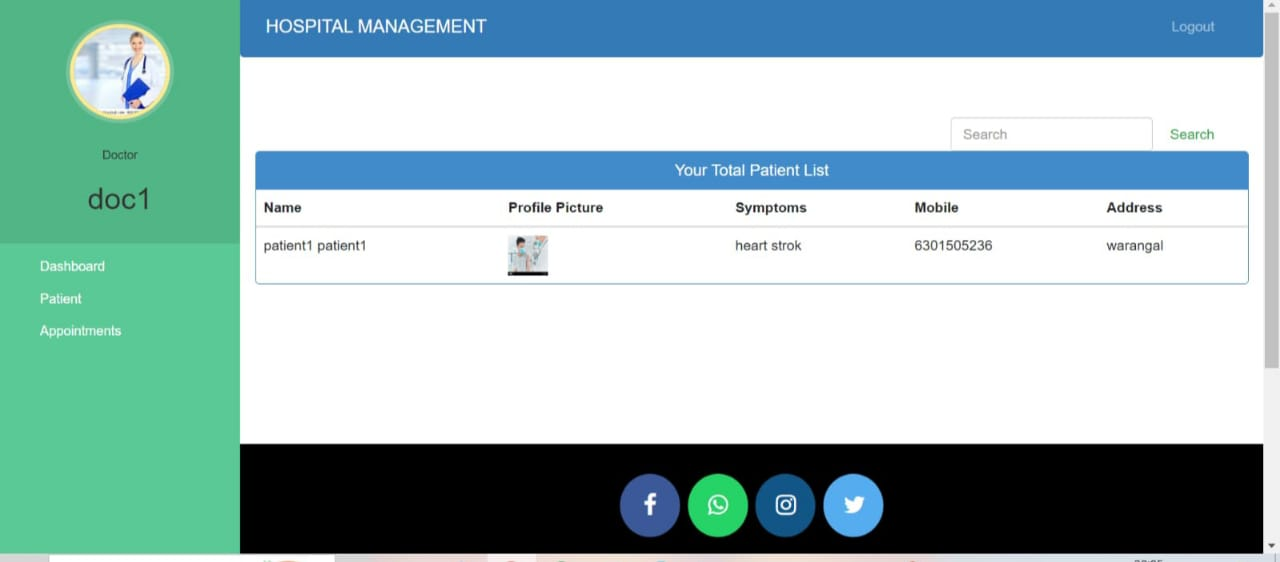 HOSPITAL MANAGEMENT
Logout
Doctor
doc1
Dashboard
Patient
Appointments
Search Search
Your Total Patient List
Name Profile Picture Symptoms Mobile Address
patient1 patient1 heart strok 6301505236 warangal